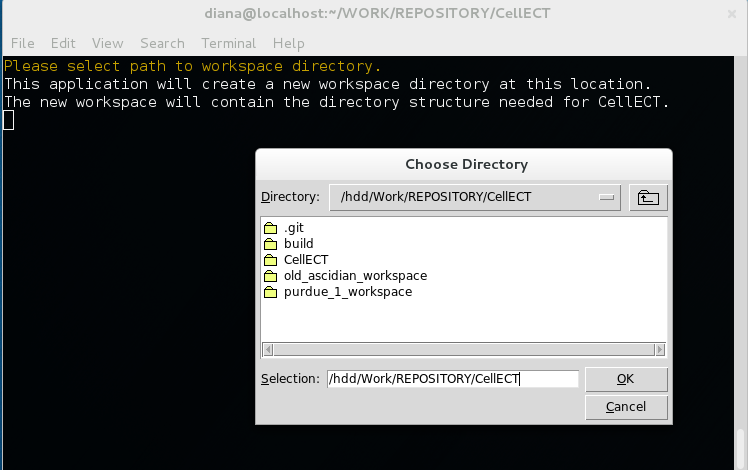 diana@localhost:~/WORK/REPOSITORY/CellECT
File Edit View Search Terminal Help
Please select path to workspace directory.
This application will create a new workspace directory at this location.
The new workspace will contain the directory structure needed for CellECT.
Choose Directory
Directory: /hdd/Work/REPOSITORY/CellECT
.git
build
CellECT
old_ascidian_workspace
purdue_1_workspace
Selection: /hdd/Work/REPOSITORY/CellECT OK
Cancel